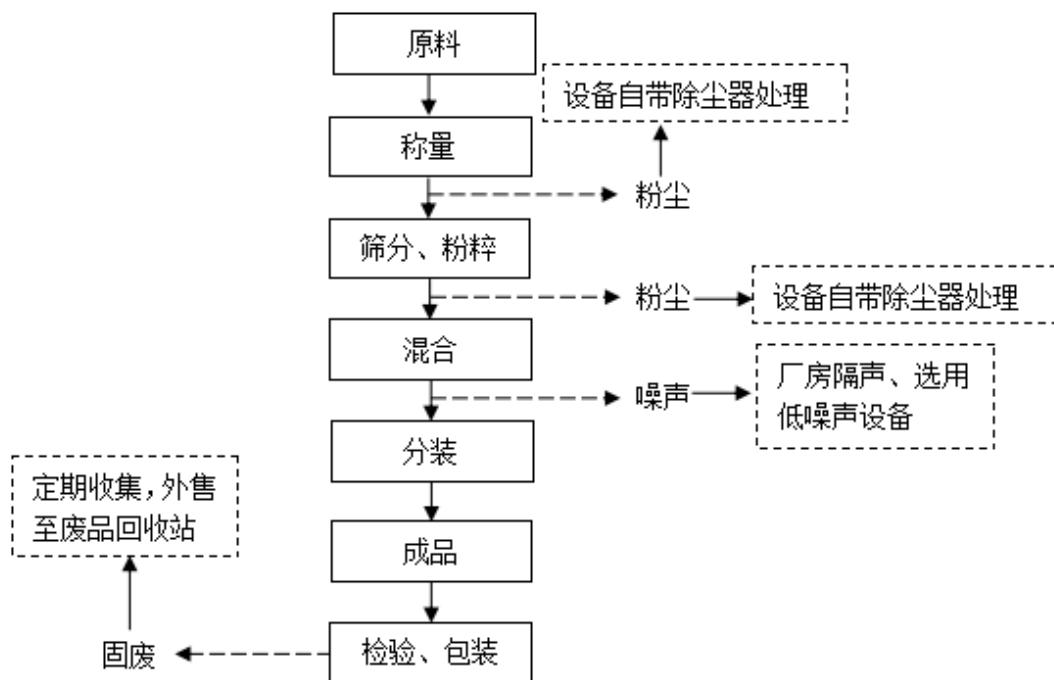 原料
设备自带除尘器处理
称量
粉尘
筛分、粉粹
粉尘
设备自带除尘器处理
混合
噪声
厂房隔声、选用
低噪声设备
分装
定期收集，外售
至废品回收站
成品
固废
检验、包装